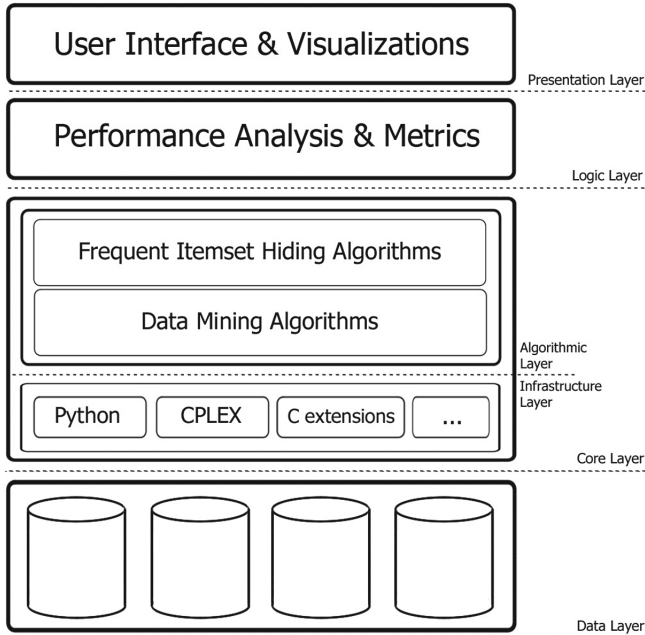 User Interface & Visualizations
Presentation Layer
Performance Analysis & Metrics
Logic Layer
Frequent Itemset Hiding Algorithms
Data Mining Algorithms
Algorithmic
Layer
Infrastructure
Layer
Python
CPLEX
C extensions
...
Core Layer
Data Layer